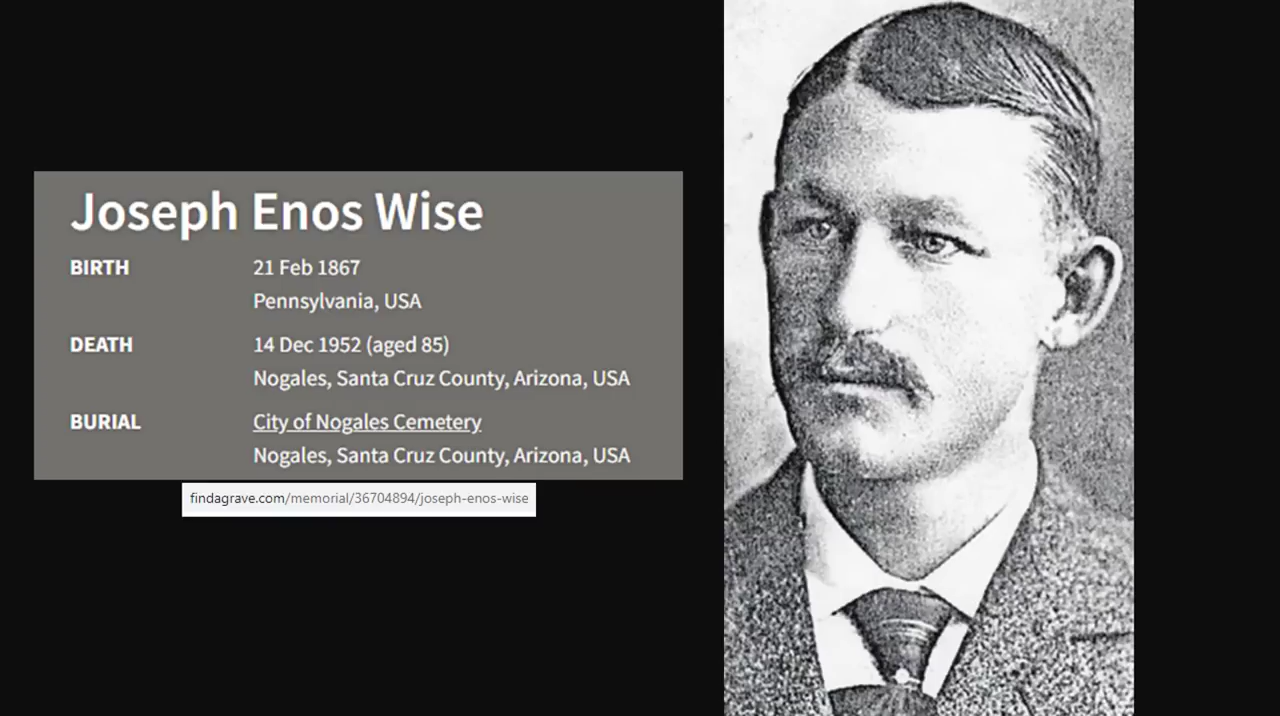 Joseph Enos Wise
BIRTH 21 Feb 1867
Pennsylvania, USA
DEATH 14 Dec 1952 (aged 85)
Nogales, Santa Cruz County, Arizona, USA
BURIAL City of Nogales Cemetery
Nogales, Santa Cruz County, Arizona, USA
findagrave.com/memorial/36704894/joseph-enos-wise